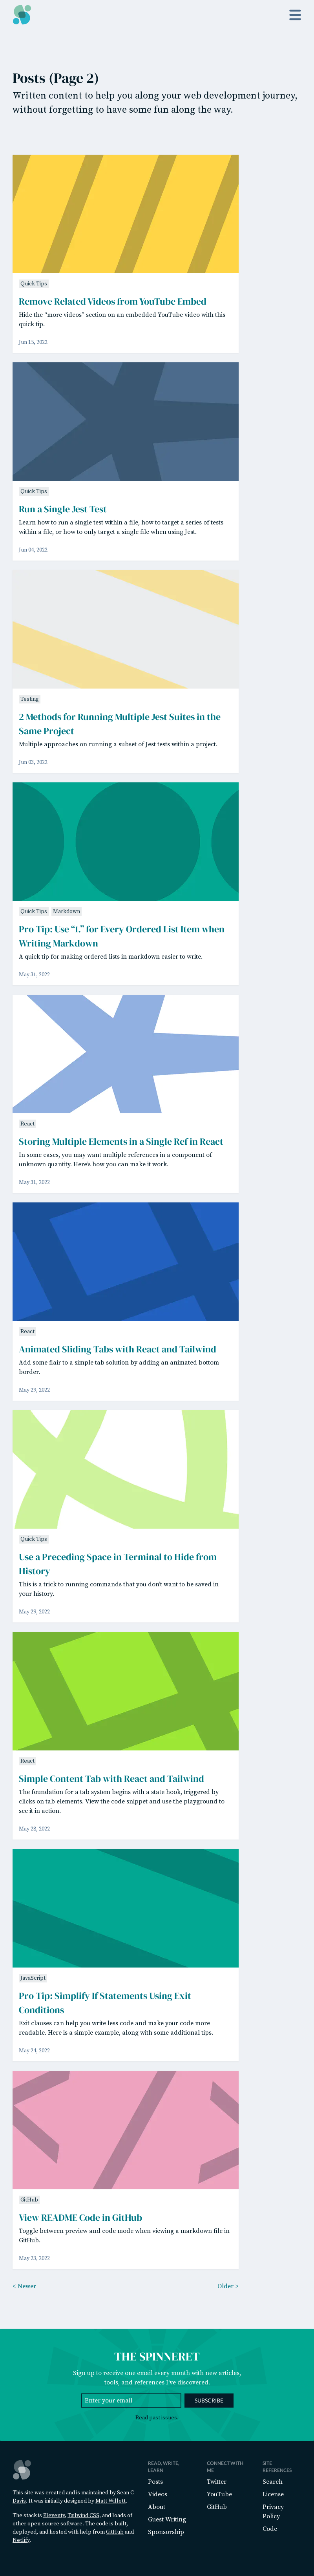 Posts (Page 2)
Written content to help you along your web development journey,
without forgetting to have some fun along the way.
Quick Tips
Remove Related Videos from YouTube Embed
Hide the “more videos” section on an embedded YouTube video with this
quick tip.
Jun 15, 2022
Quick Tips
Run a Single Jest Test
Learn how to run a single test within a file, how to target a series of tests
within a file, or how to only target a single file when using Jest.
Jun 04, 2022
Testing
2 Methods for Running Multiple Jest Suites in the
Same Project
Multiple approaches on running a subset of Jest tests within a project.
Jun 03, 2022
Quick Tips Markdown
Pro Tip: Use “1.” for Every Ordered List Item when
Writing Markdown
A quick tip for making ordered lists in markdown easier to write.
May 31, 2022
React
Storing Multiple Elements in a Single Ref in React
In some cases, you may want multiple references in a component of
unknown quantity. Here’s how you can make it work.
May 31, 2022
React
Animated Sliding Tabs with React and Tailwind
Add some flair to a simple tab solution by adding an animated bottom
border.
May 29, 2022
Quick Tips
Use a Preceding Space in Terminal to Hide from
History
This is a trick to running commands that you don’t want to be saved in
your history.
May 29, 2022
React
Simple Content Tab with React and Tailwind
The foundation for a tab system begins with a state hook, triggered by
clicks on tab elements. View the code snippet and use the playground to
see it in action.
May 28, 2022
JavaScript
Pro Tip: Simplify If Statements Using Exit
Conditions
Exit clauses can help you write less code and make your code more
readable. Here is a simple example, along with some additional tips.
May 24, 2022
GitHub
View README Code in GitHub
Toggle between preview and code mode when viewing a markdown file in
GitHub.
May 23, 2022
< Newer
Older >
THE SPINNERET
Sign up to receive one email every month with new articles,
tools, and references I’ve discovered.
Enter your email
SUBSCRIBE
Read past issues.
This site was created and is maintained by Sean C
Davis. It was initially designed by Matt Willett.
The stack is Eleventy, Tailwind CSS, and loads of
other open source software. The code is built,
deployed, and hosted with help from GitHub and
Netlify.
READ, WRITE,
LEARN
Posts
Videos
About
Guest Writing
Sponsorship
CONNECT WITH
ME
Twitter
YouTube
GitHub
SITE
REFERENCES
Search
License
Privacy
Policy
Code